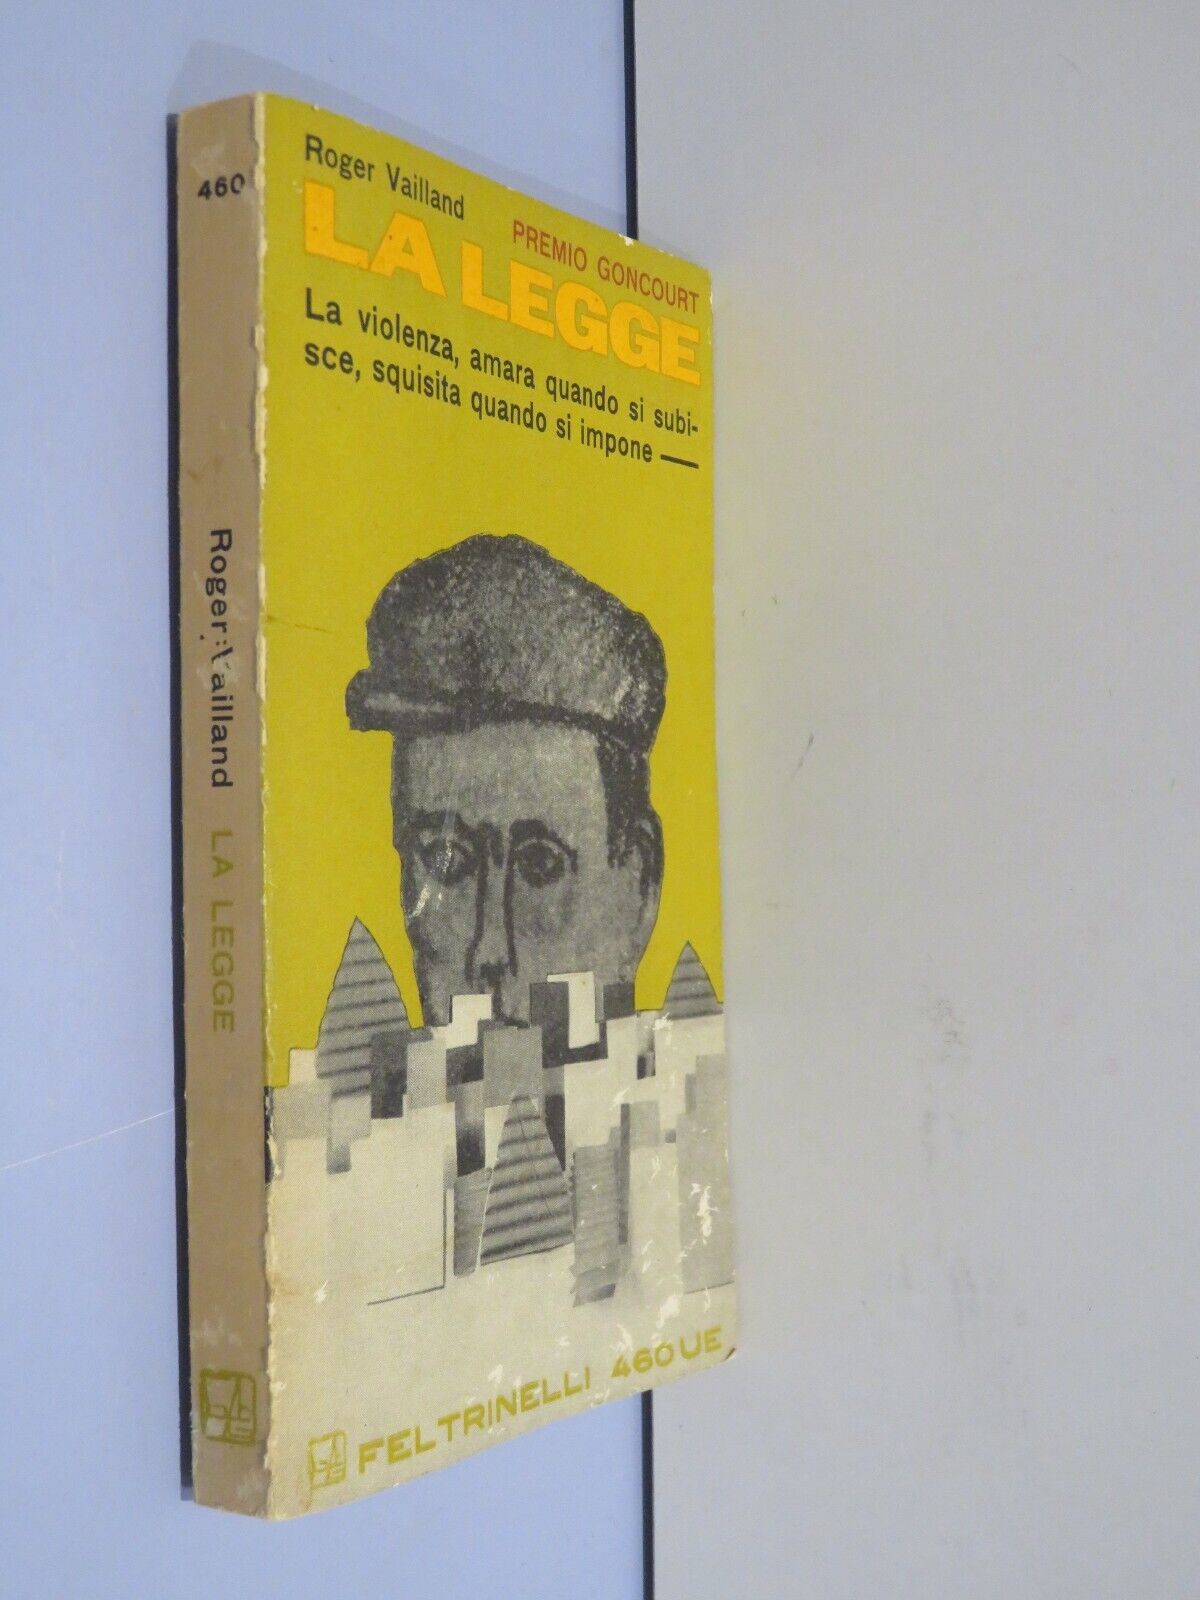 460
Roger Vailland LA LEGGE
Roger Vailland
PREMIO GONCOURT
LA LEGGE
La violenza, amara quando si subi-
sce, squisita quando si impone —
FELTRINELLI 460 UE